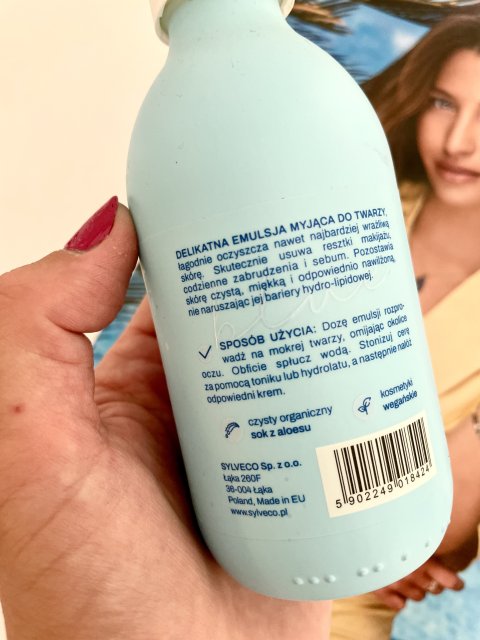 DELIKATNA EMULSJA MYJĄCA DO TWARZY,
łagodnie oczyszcza nawet najbardziej wrażliwą
skórę. Skutecznie usuwa resztki makijażu,
codzienne zabrudzenia i sebum. Pozostawia
skórę czystą, miękką i odpowiednio nawilżoną,
nie naruszając jej bariery hydro-lipidowej.
SPOSÓB UŻYCIA: Dozę emulsji rozpro-
wadź na mokrej twarzy, omijając okolice
oczu. Obficie spłucz wodą. Stonizuj cerę
za pomocą toniku lub hydrolatu, a następnie nałóż
odpowiedni krem.
czysty organiczny
sok z aloesu
kosmetyki
wegańskie
SYLVECO Sp. z o.o.
Łąka 260F
36-004 Łąka
Poland, Made in EU
www.sylveco.pl
5 902249 018424